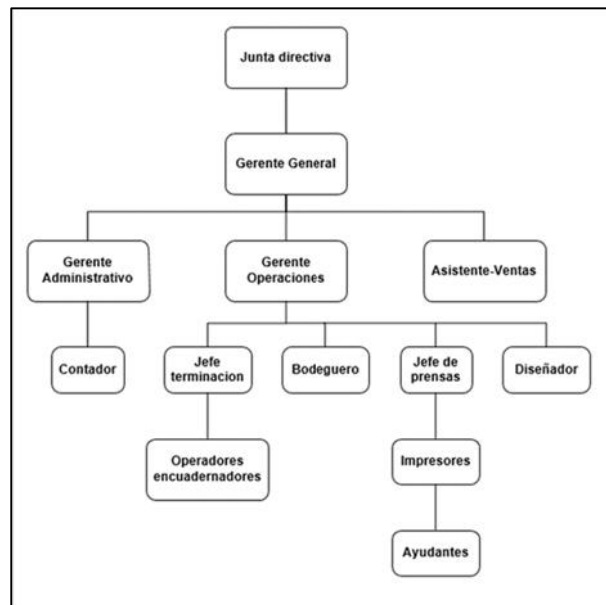 Junta directiva
Gerente General
Gerente
Administrativo
Gerente
Operaciones
Asistente-Ventas
Contador
Jefe
terminacion
Bodeguero
Jefe de
prensas
Diseñador
Operadores
encuadernadores
Impresores
Ayudantes